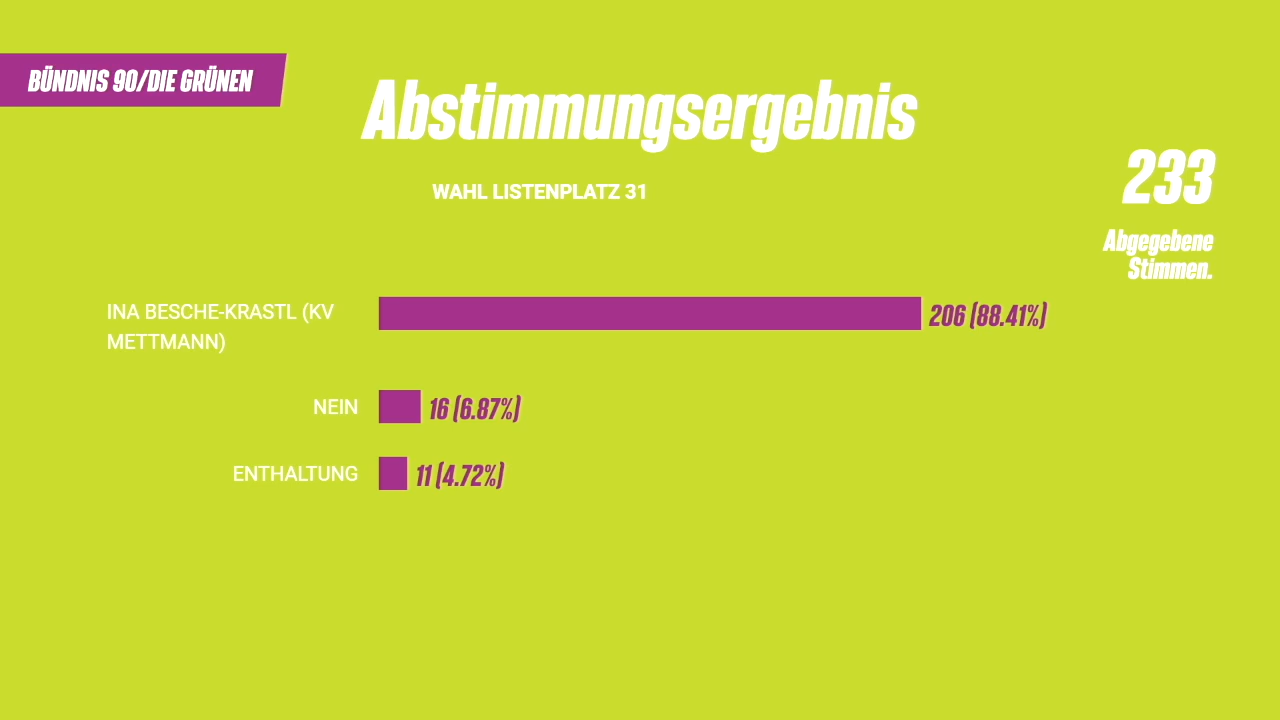 BÜNDNIS 90/DIE GRÜNEN
Abstimmungsergebnis
WAHL LISTENPLATZ 31
233
Abgegebene
Stimmen.
INA BESCHE-KRASTL (KV
METTMANN)
206 (88.41%)
NEIN
16 (6.87%)
ENTHALTUNG
11 (4.72%)